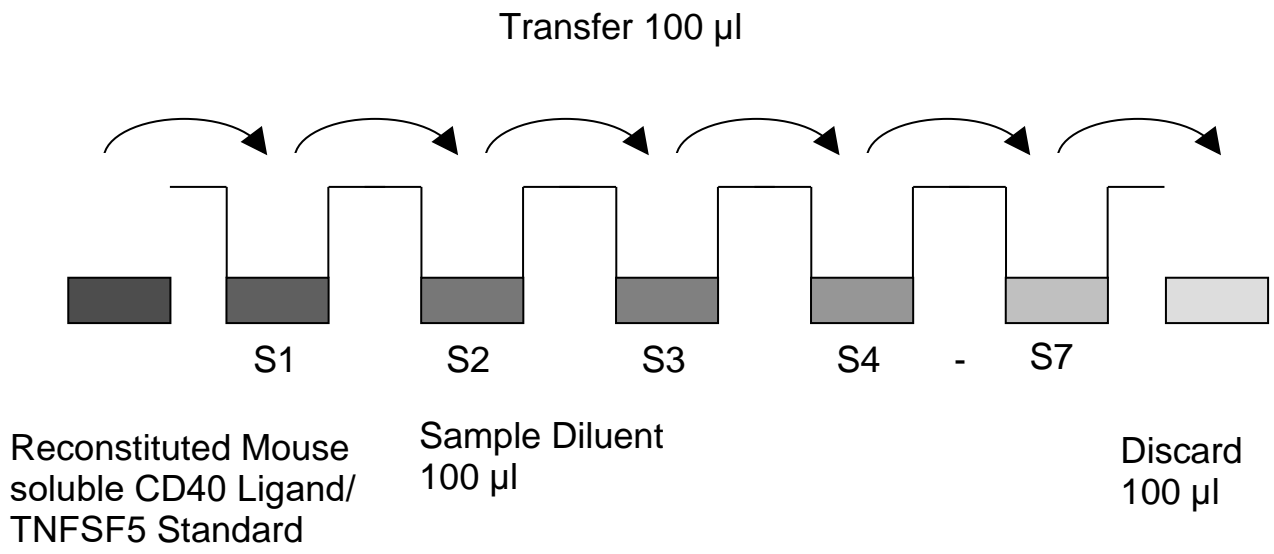 Transfer 100 µl
S1 S2 S3 S4 - S7
Reconstituted Mouse
soluble CD40 Ligand/
TNFSF5 Standard
Sample Diluent
100 µl
Discard
100 µl